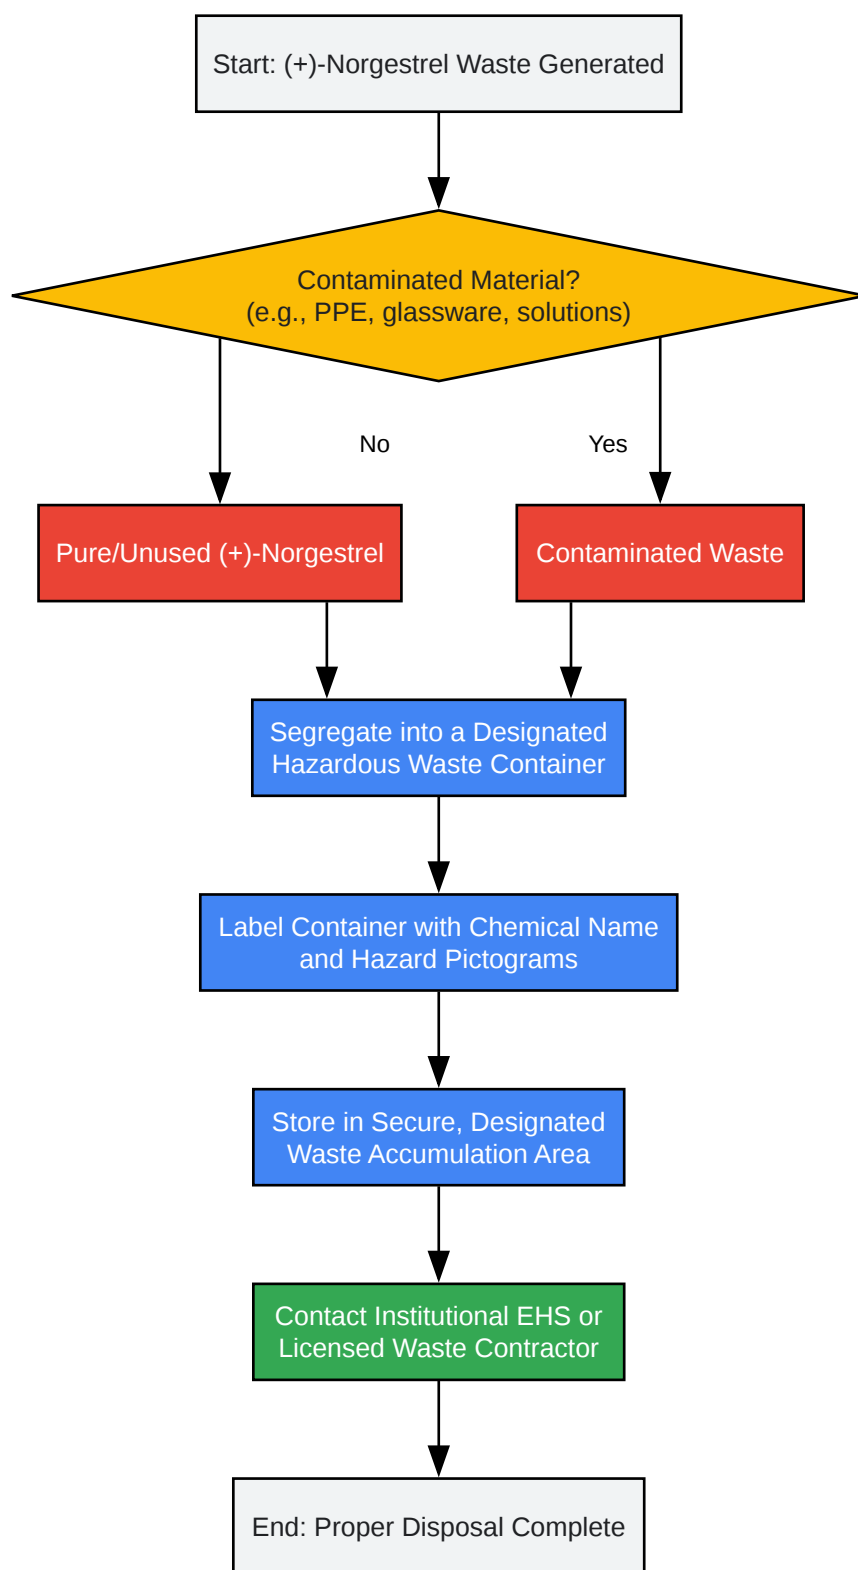 Start: (+)-Norgestrel Waste Generated
Contaminated Material?
(e.g., PPE, glassware, solutions)
No
Yes
Pure/Unused (+)-Norgestrel
Contaminated Waste
Segregate into a Designated
Hazardous Waste Container
Label Container with Chemical Name
and Hazard Pictograms
Store in Secure, Designated
Waste Accumulation Area
Contact Institutional EHS or
Licensed Waste Contractor
End: Proper Disposal Complete